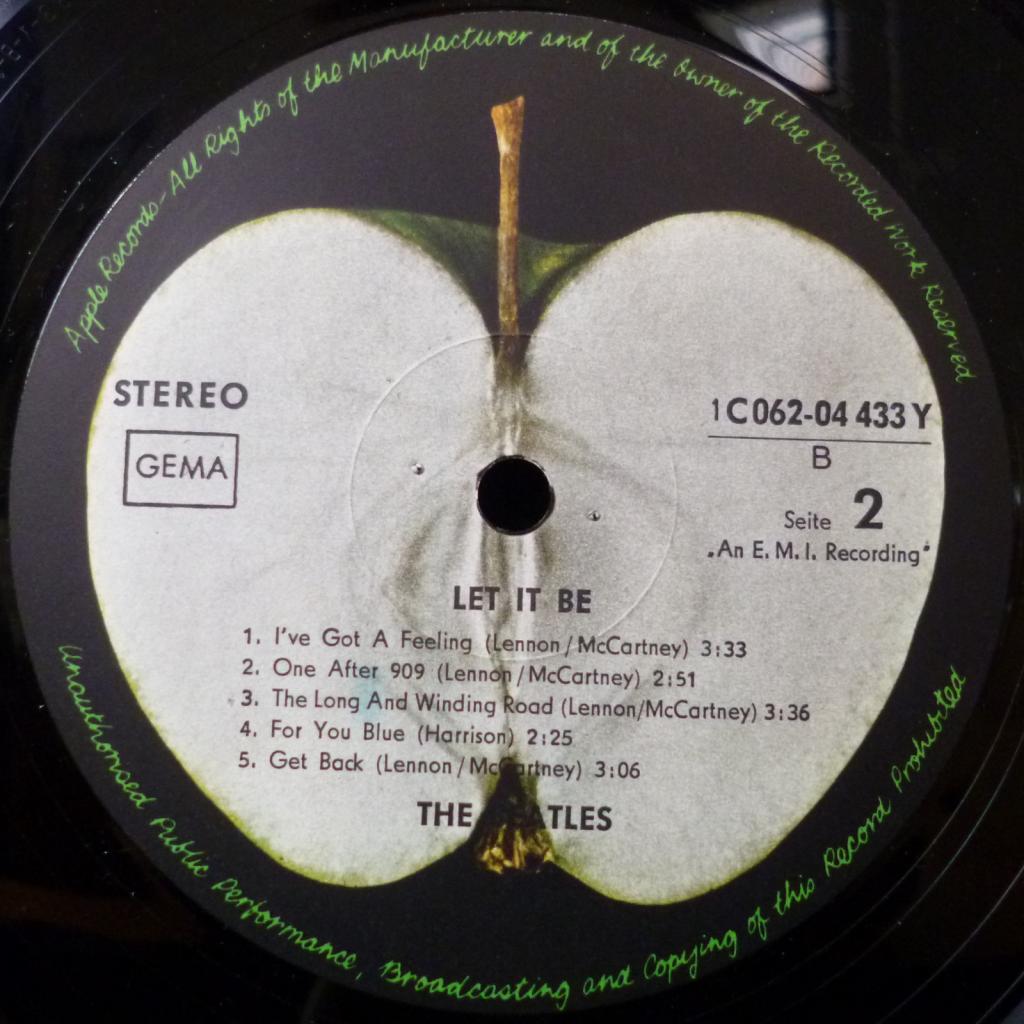 Apple Records - All Rights of the Manufacturer and of the Owner of the Recorded Work Reserved
STEREO
GEMA
1C062-04 433 Y
B
Seite 2
„An E. M. I. Recording"
LET IT BE
1. I've Got A Feeling (Lennon/McCartney) 3:33
2. One After 909 (Lennon/McCartney) 2:51
3. The Long And Winding Road (Lennon/McCartney) 3:36
4. For You Blue (Harrison) 2:25
5. Get Back (Lennon/McCartney) 3:06
THE BEATLES
Unauthorised Public Performance, Broadcasting and Copying of this Record Prohibited